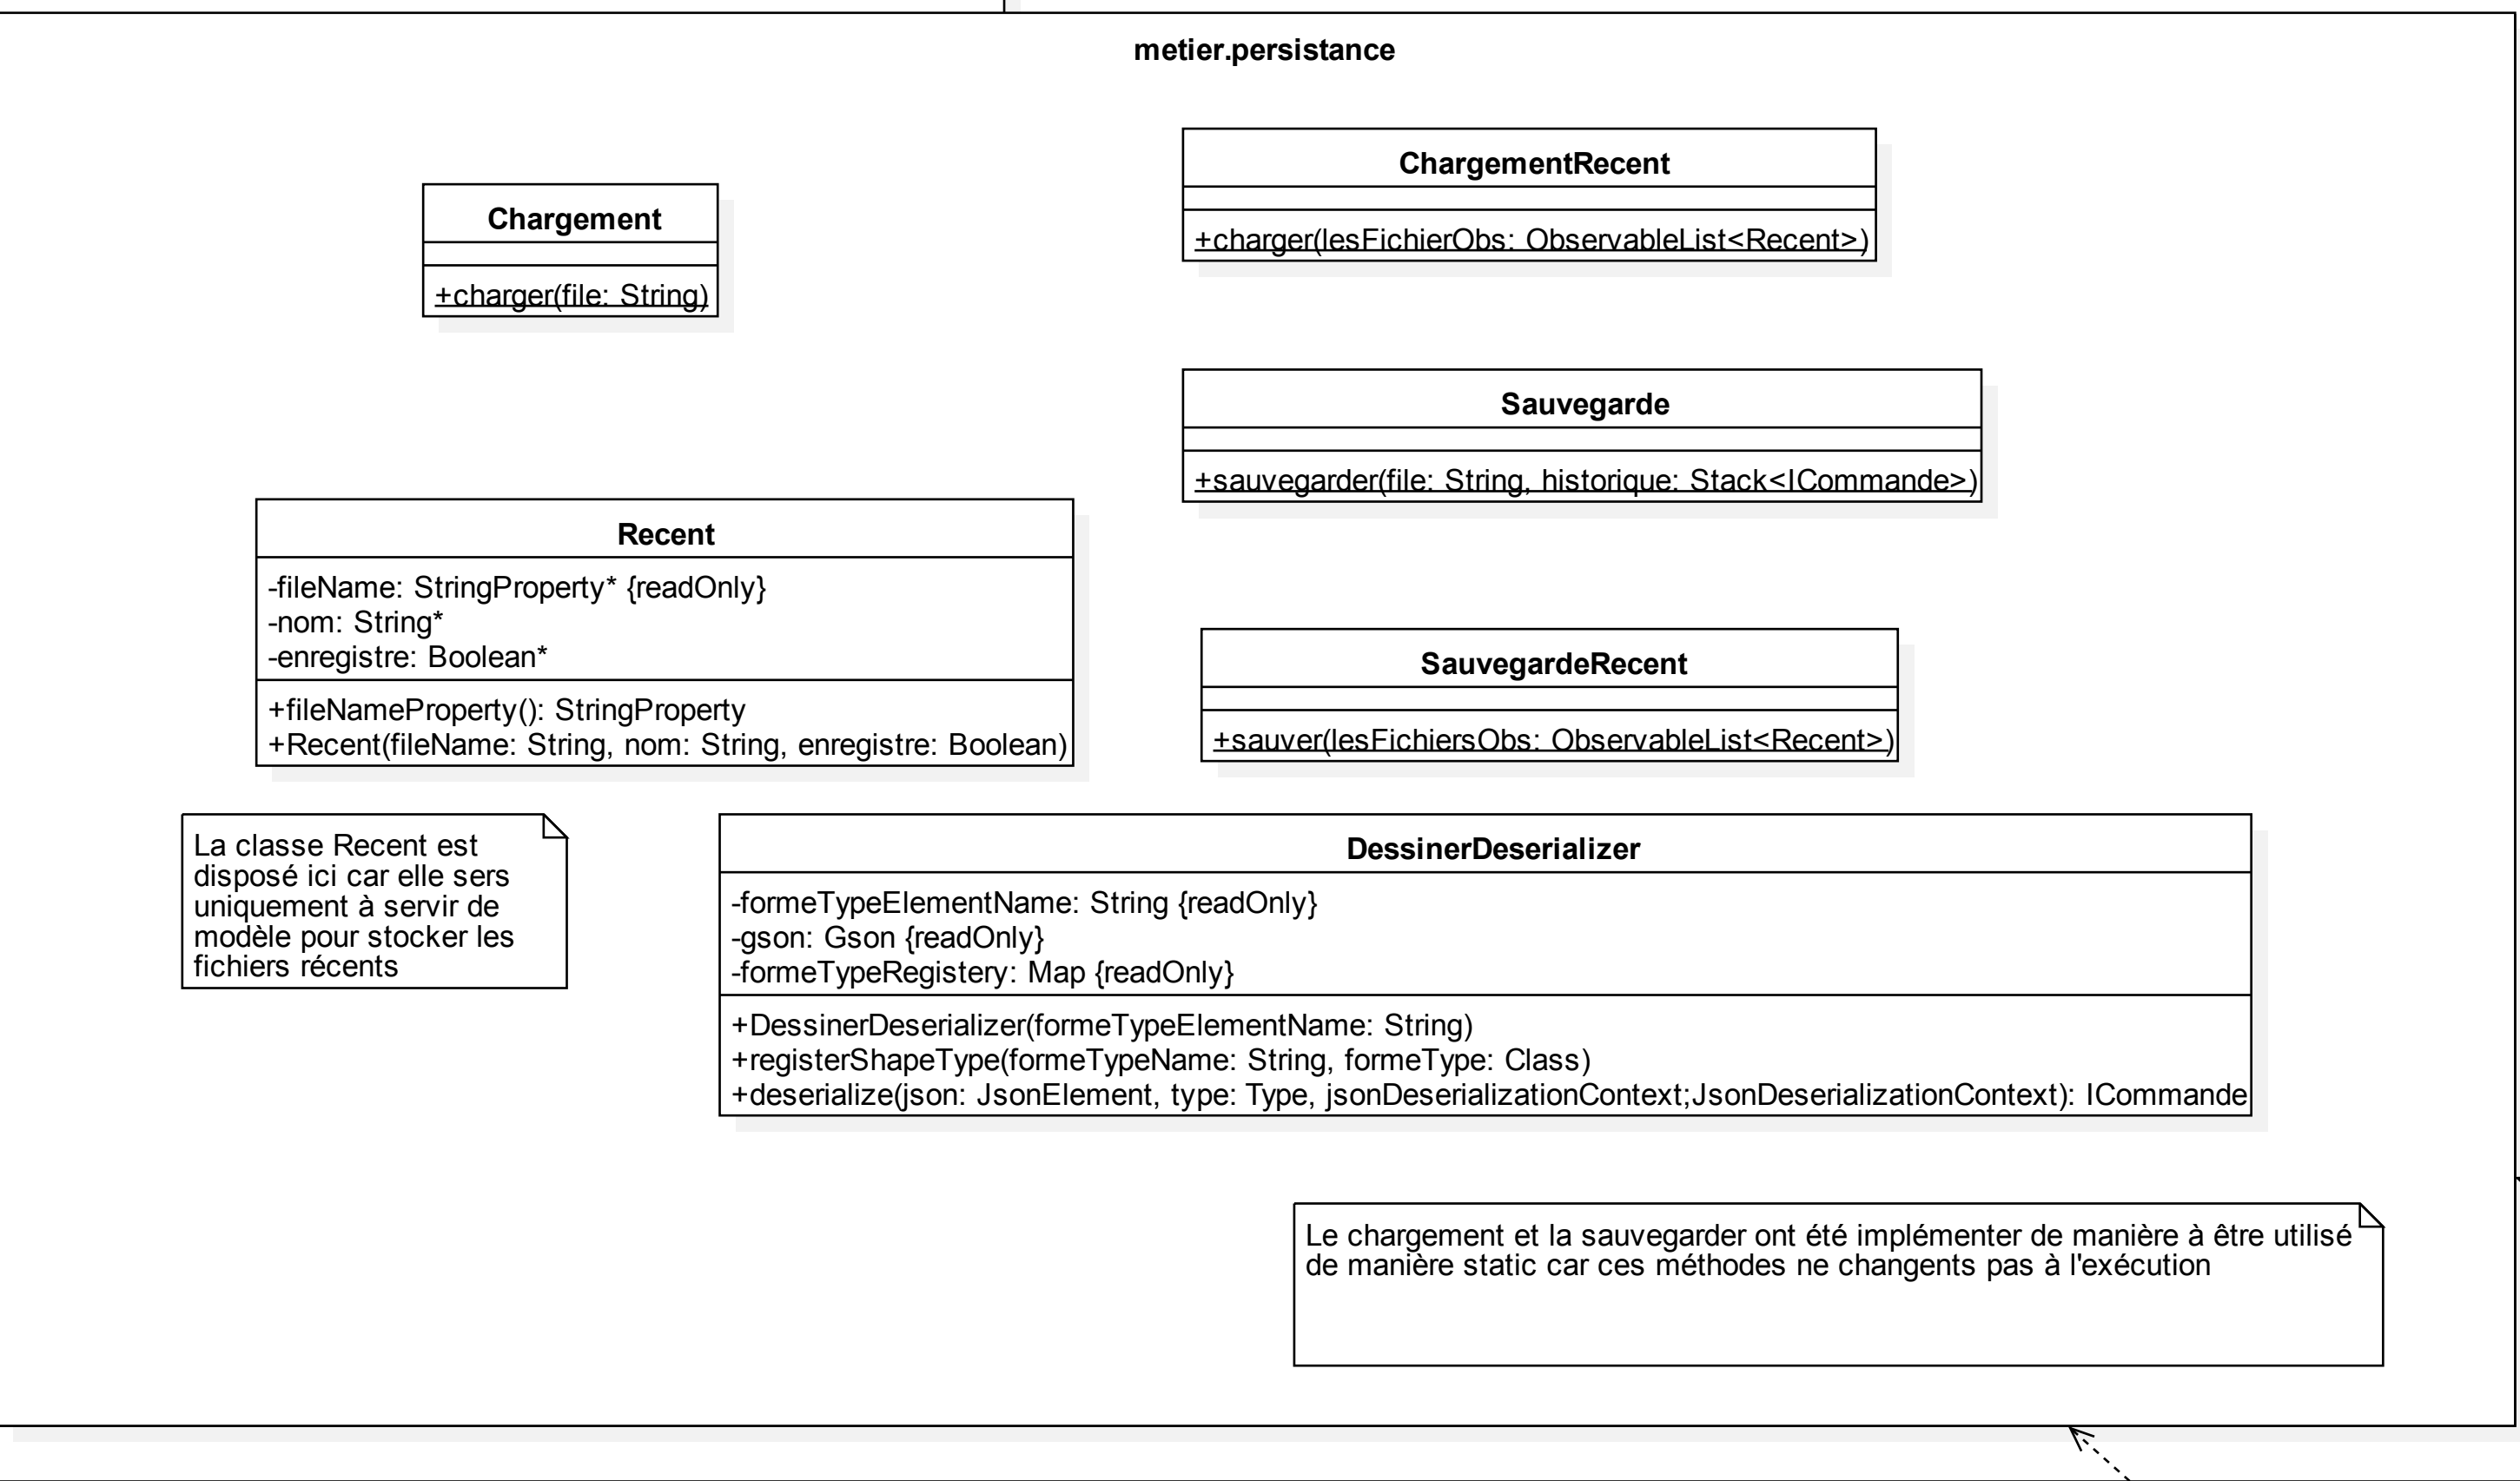 metier.persistance
ChargementRecent
+charger(lesFichierObs: ObservableList<Recent>)
Chargement
+charger(file: String)
Sauvegarde
+sauvegarder(file: String, historique: Stack<ICommande>)
Recent
-fileName: StringProperty* {readOnly}
-nom: String*
-enregistre: Boolean*
+fileNameProperty(): StringProperty
+Recent(fileName: String, nom: String, enregistre: Boolean)
SauvegardeRecent
+sauver(lesFichiersObs: ObservableList<Recent>)
La classe Recent est
disposé ici car elle sers
uniquement à servir de
modèle pour stocker les
fichiers récents
DessinerDeserializer
-formeTypeElementName: String {readOnly}
-gson: Gson {readOnly}
-formeTypeRegistery: Map {readOnly}
+DessinerDeserializer(formeTypeElementName: String)
+registerShapeType(formeTypeName: String, formeType: Class)
+deserialize(json: JsonElement, type: Type, jsonDeserializationContext;JsonDeserializationContext): ICommande
Le chargement et la sauvegarder ont été implémenter de manière à être utilisé
de manière static car ces méthodes ne changents pas à l'exécution